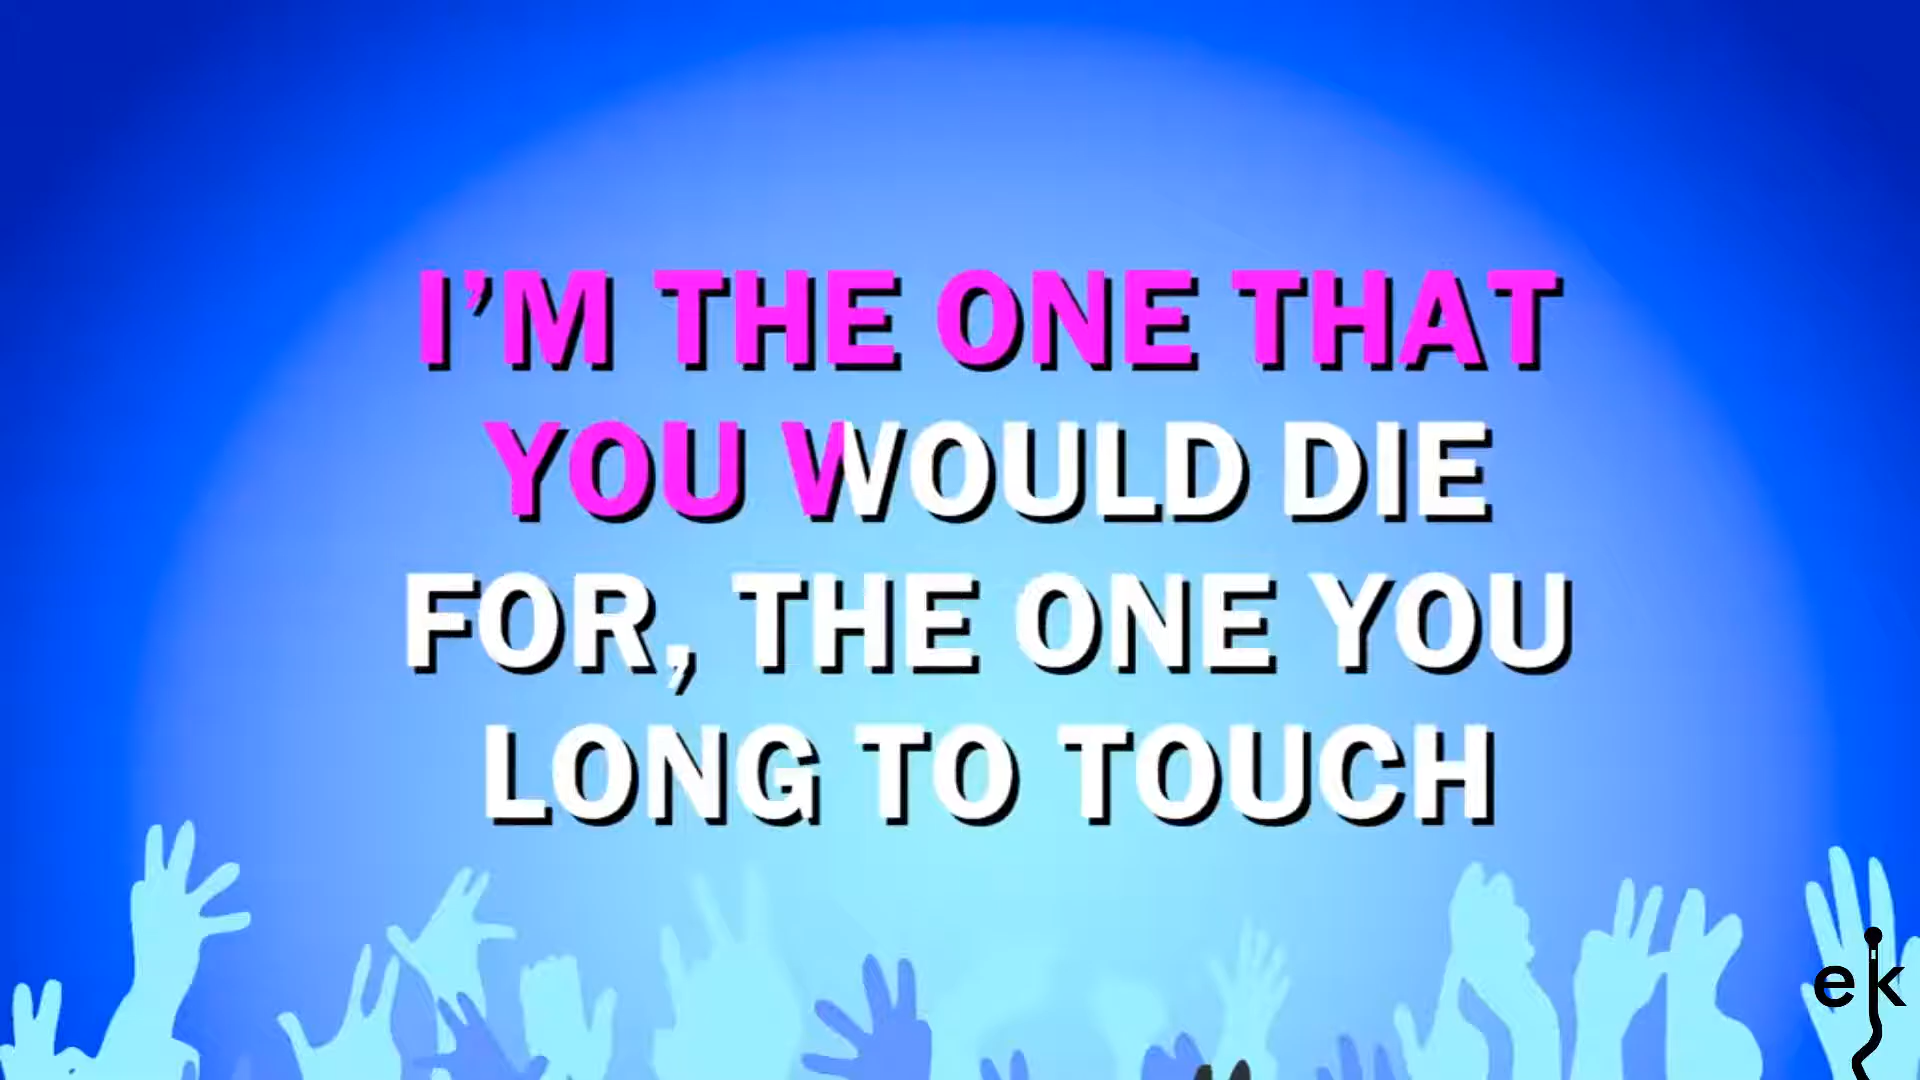 I’M THE ONE THAT
YOU WOULD DIE
FOR, THE ONE YOU
LONG TO TOUCH
ek